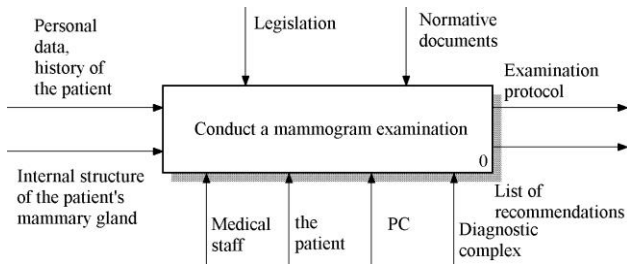 Personal
data,
history of
the patient
Legislation
Normative
documents
Examination
protocol
Conduct a mammogram examination
0
Internal structure
of the patient's
mammary gland
Medical
staff
the
patient
PC
Diagnostic
complex
List of
recommendations